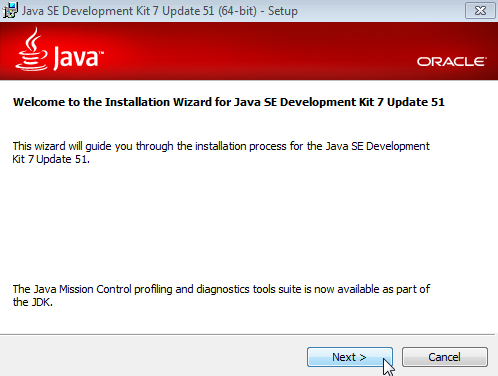 Java SE Development Kit 7 Update 51 (64-bit) - Setup
Java™
ORACLE®
Welcome to the Installation Wizard for Java SE Development Kit 7 Update 51
This wizard will guide you through the installation process for the Java SE Development
Kit 7 Update 51.
The Java Mission Control profiling and diagnostics tools suite is now available as part of
the JDK.
Next >
Cancel